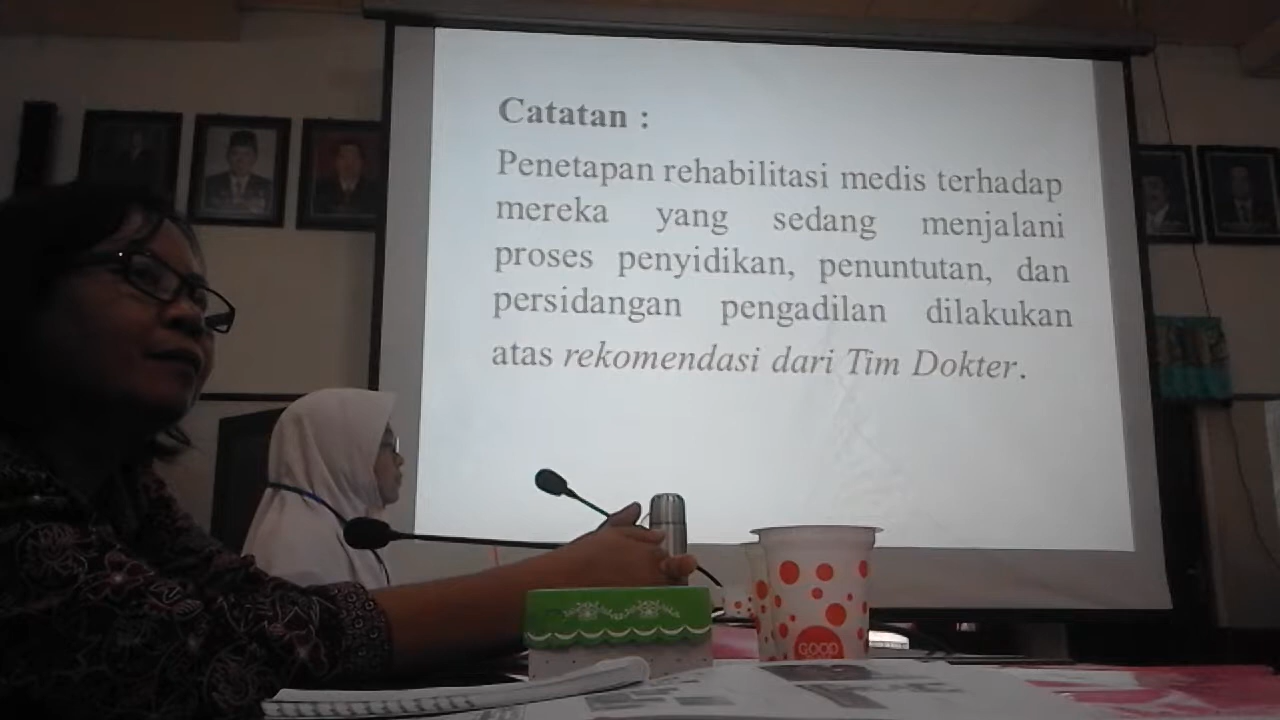 Catatan :
Penetapan rehabilitasi medis terhadap
mereka yang sedang menjalani
proses penyidikan, penuntutan, dan
persidangan pengadilan dilakukan
atas rekomendasi dari Tim Dokter.
GOOD